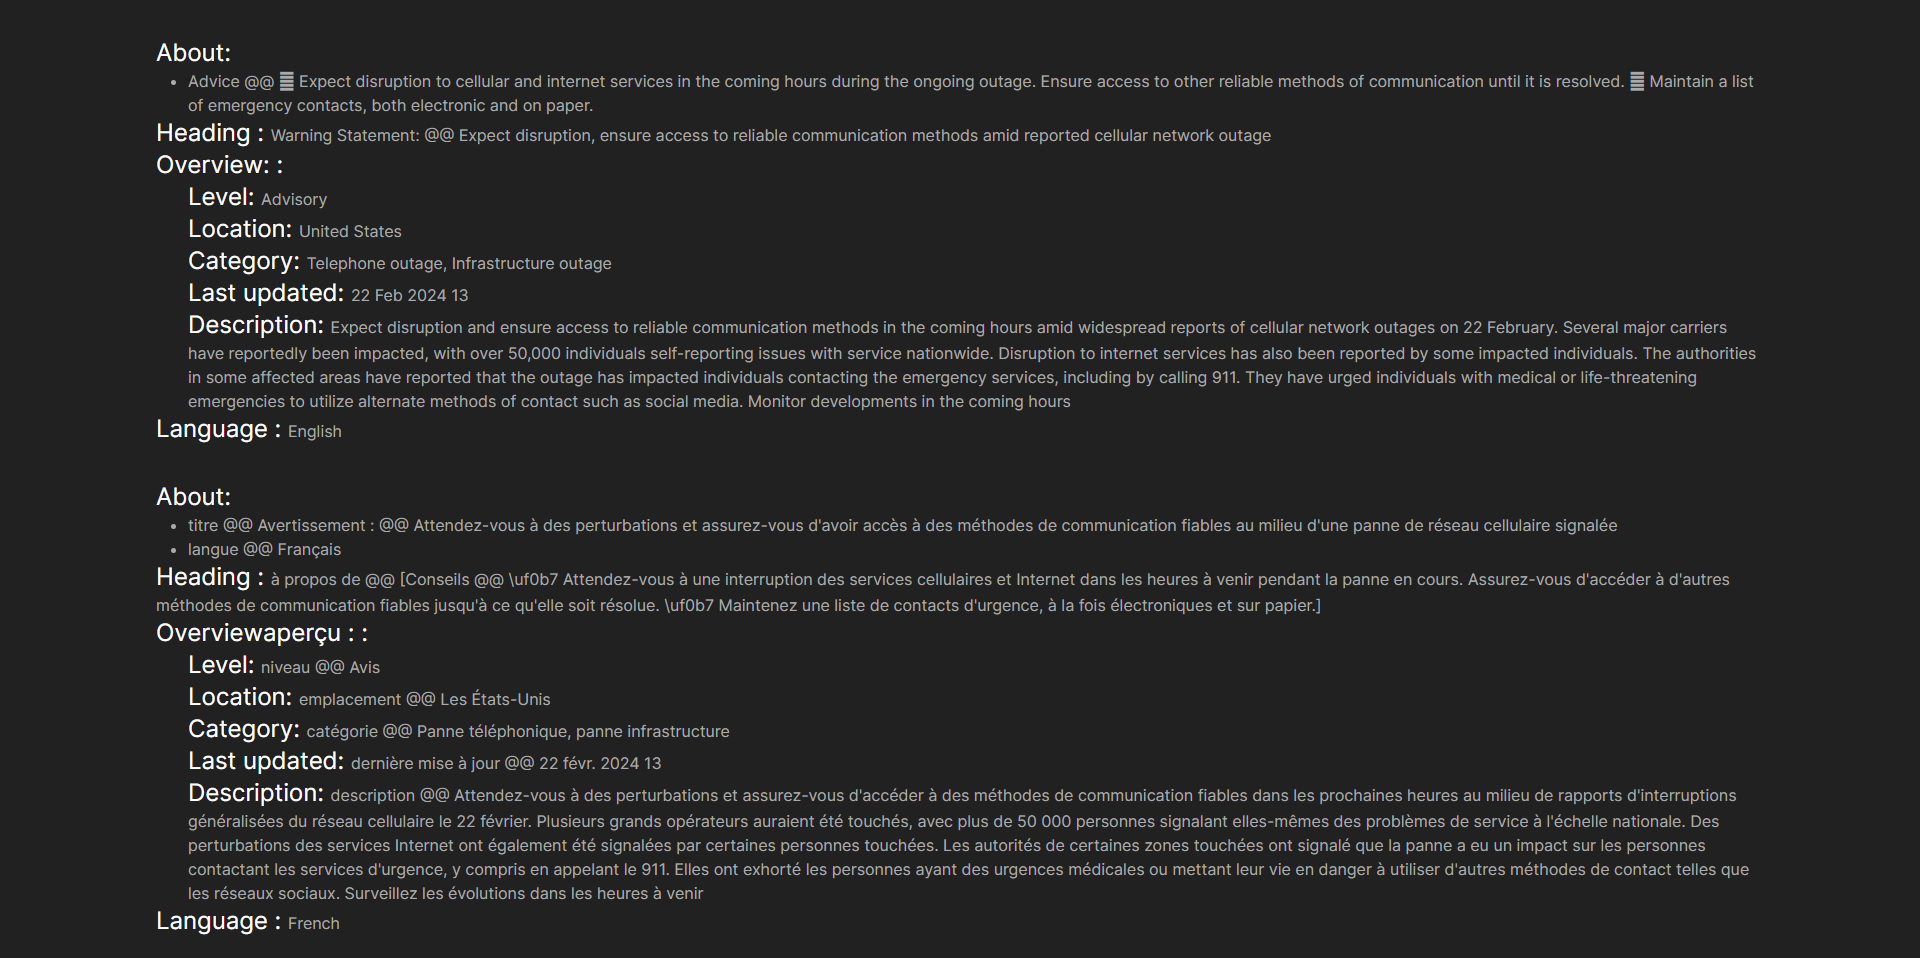 About:
• Advice @@ ䷁ Expect disruption to cellular and internet services in the coming hours during the ongoing outage. Ensure access to other reliable methods of communication until it is resolved. ䷁ Maintain a list
of emergency contacts, both electronic and on paper.
Heading : Warning Statement: @@ Expect disruption, ensure access to reliable communication methods amid reported cellular network outage
Overview: :
Level: Advisory
Location: United States
Category: Telephone outage, Infrastructure outage
Last updated: 22 Feb 2024 13
Description: Expect disruption and ensure access to reliable communication methods in the coming hours amid widespread reports of cellular network outages on 22 February. Several major carriers
have reportedly been impacted, with over 50,000 individuals self-reporting issues with service nationwide. Disruption to internet services has also been reported by some impacted individuals. The authorities
in some affected areas have reported that the outage has impacted individuals contacting the emergency services, including by calling 911. They have urged individuals with medical or life-threatening
emergencies to utilize alternate methods of contact such as social media. Monitor developments in the coming hours
Language : English
About:
• titre @@ Avertissement : @@ Attendez-vous à des perturbations et assurez-vous d'avoir accès à des méthodes de communication fiables au milieu d'une panne de réseau cellulaire signalée
• langue @@ Français
Heading : à propos de @@ [Conseils @@ \uf0b7 Attendez-vous à une interruption des services cellulaires et Internet dans les heures à venir pendant la panne en cours. Assurez-vous d'accéder à d'autres
méthodes de communication fiables jusqu'à ce qu'elle soit résolue. \uf0b7 Maintenez une liste de contacts d'urgence, à la fois électroniques et sur papier.]
Overviewaperçu : :
Level: niveau @@ Avis
Location: emplacement @@ Les États-Unis
Category: catégorie @@ Panne téléphonique, panne infrastructure
Last updated: dernière mise à jour @@ 22 févr. 2024 13
Description: description @@ Attendez-vous à des perturbations et assurez-vous d'accéder à des méthodes de communication fiables dans les prochaines heures au milieu de rapports d'interruptions
généralisées du réseau cellulaire le 22 février. Plusieurs grands opérateurs auraient été touchés, avec plus de 50 000 personnes signalant elles-mêmes des problèmes de service à l'échelle nationale. Des
perturbations des services Internet ont également été signalées par certaines personnes touchées. Les autorités de certaines zones touchées ont signalé que la panne a eu un impact sur les personnes
contactant les services d'urgence, y compris en appelant le 911. Elles ont exhorté les personnes ayant des urgences médicales ou mettant leur vie en danger à utiliser d'autres méthodes de contact telles que
les réseaux sociaux. Surveillez les évolutions dans les heures à venir
Language : French